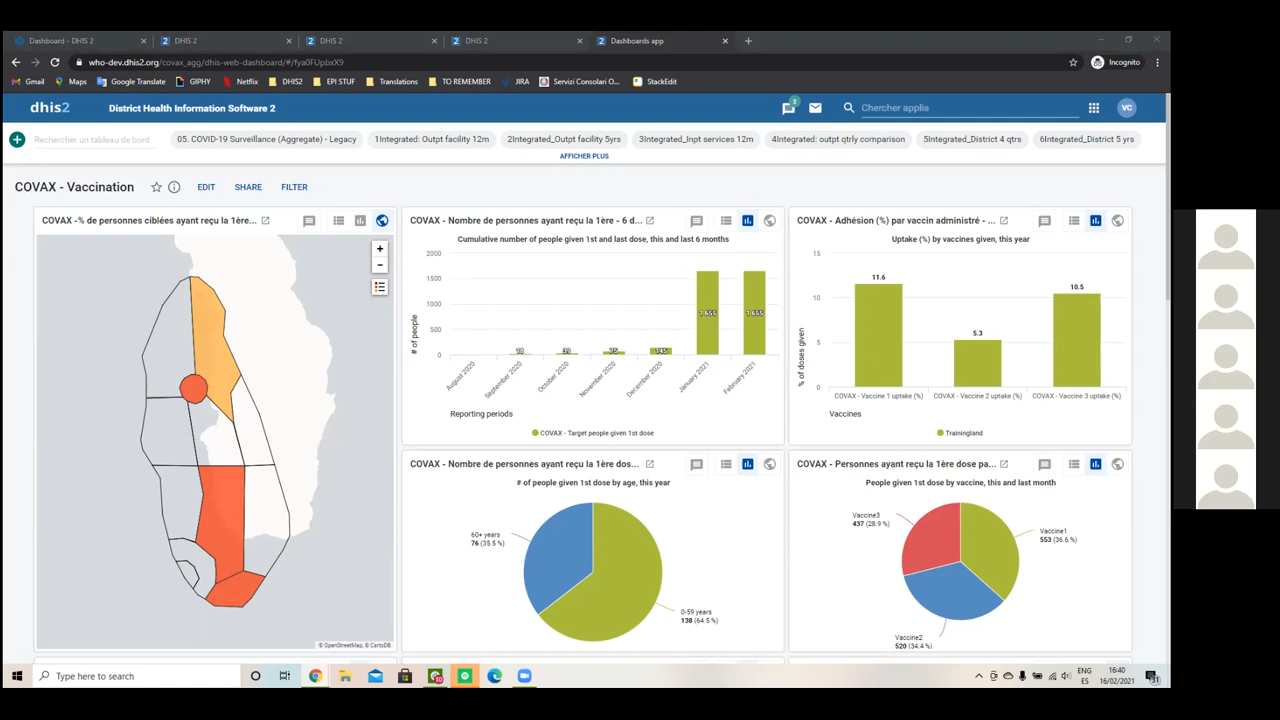 Dashboard - DHIS 2
DHIS 2
DHIS 2
DHIS 2
Dashboards app
who-dev.dhis2.org/covax_agg/dhis-web-dashboard/#/fya0FUpbxX9
Incognito
Gmail
Maps
Google Translate
GIPHY
Netflix
DHIS2
EPI STUF
Translations
TO REMEMBER
JIRA
Servizi Consolari O...
StackEdit
dhis2
District Health Information Software 2
2
Chercher applis
VC
Rechercher un tableau de bord
05. COVID-19 Surveillance (Aggregate) - Legacy
1Integrated: Outpt facility 12m
2Integrated_Outpt facility 5yrs
3Integrated_Inpt services 12m
4Integrated: outpt qtrly comparison
5Integrated_District 4 qtrs
6Integrated_District 5 yrs
AFFICHER PLUS
COVAX - Vaccination
EDIT
SHARE
FILTER
COVAX -% de personnes ciblées ayant reçu la 1ère...
+
-
© OpenStreetMap, © CartoDB
COVAX - Nombre de personnes ayant reçu la 1ère - 6 d...
Cumulative number of people given 1st and last dose, this and last 6 months
# of people
2000
1500
1000
500
0
39
75
145
1 655
1 655
August 2020
September 2020
October 2020
November 2020
December 2020
January 2021
February 2021
Reporting periods
COVAX - Target people given 1st dose
COVAX - Adhésion (%) par vaccin administré - ...
Uptake (%) by vaccines given, this year
% of doses given
15
10
5
0
11.6
5.3
10.5
COVAX - Vaccine 1 uptake (%)
COVAX - Vaccine 2 uptake (%)
COVAX - Vaccine 3 uptake (%)
Vaccines
Trainingland
COVAX - Nombre de personnes ayant reçu la 1ère dos...
# of people given 1st dose by age, this year
60+ years
76 (35.5 %)
0-59 years
138 (64.5 %)
COVAX - Personnes ayant reçu la 1ère dose pa...
People given 1st dose by vaccine, this and last month
Vaccine3
437 (28.9 %)
Vaccine1
553 (36.6 %)
Vaccine2
520 (34.4 %)
Type here to search
ENG
ES
16:40
16/02/2021